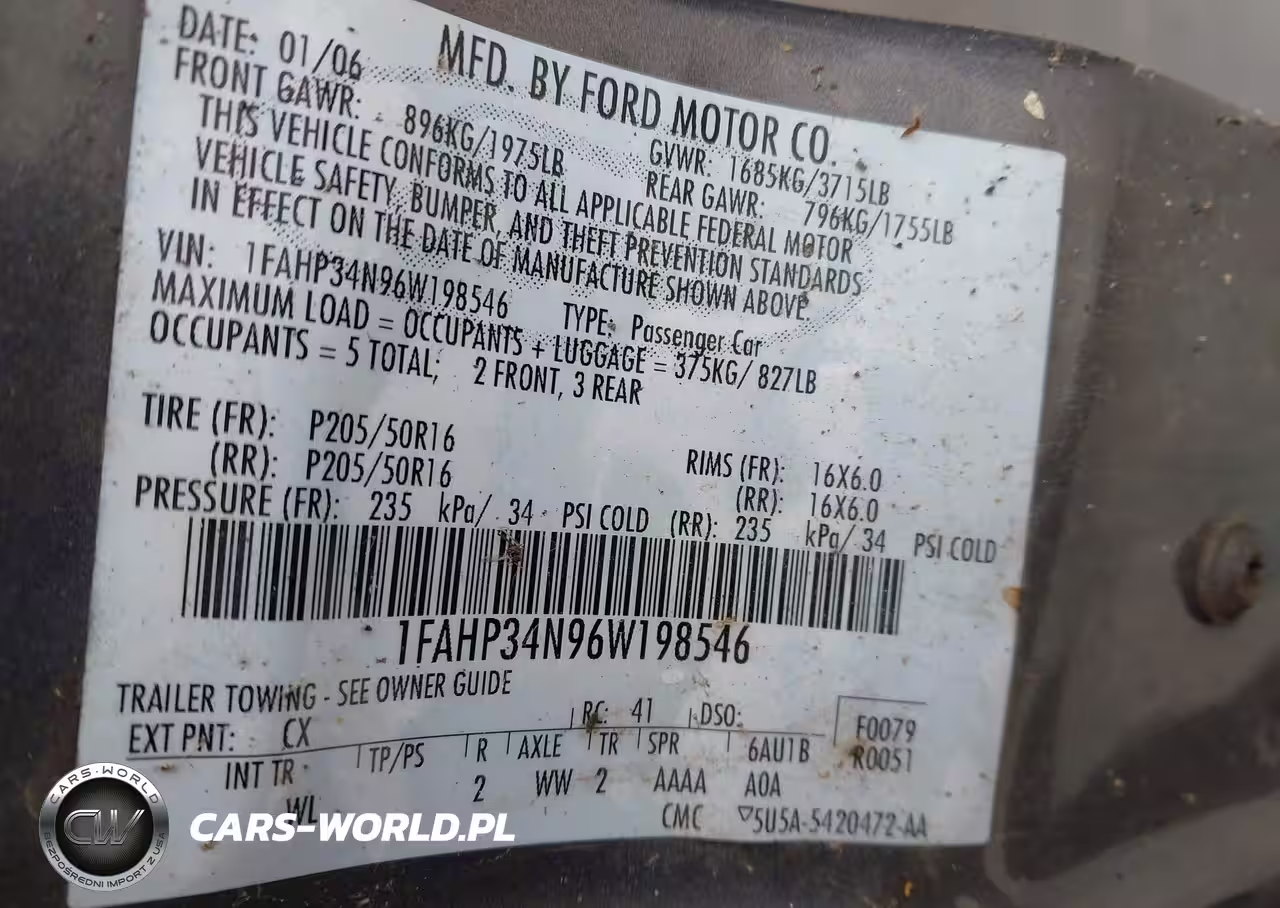 DATE: 01/06 MFD. BY FORD MOTOR CO.
FRONT GAWR: 896KG/1975LB GVWR: 1685KG/3715LB
REAR GAWR: 796KG/1755LB
THIS VEHICLE CONFORMS TO ALL APPLICABLE FEDERAL MOTOR
VEHICLE SAFETY, BUMPER, AND THEFT PREVENTION STANDARDS
IN EFFECT ON THE DATE OF MANUFACTURE SHOWN ABOVE.
VIN: 1FAHP34N96W198546 TYPE: Passenger Car
MAXIMUM LOAD = OCCUPANTS + LUGGAGE = 375KG/ 827LB
OCCUPANTS = 5 TOTAL; 2 FRONT, 3 REAR
TIRE (FR): P205/50R16 RIMS (FR): 16X6.0
(RR): P205/50R16 (RR): 16X6.0
PRESSURE (FR): 235 kPa/ 34 PSI COLD (RR): 235 kPa/ 34 PSI COLD
1FAHP34N96W198546
TRAILER TOWING - SEE OWNER GUIDE
EXT PNT: CX RC: 41 DSO: F0079
INT TR TP/PS R AXLE TR SPR 6AU1B R0051
WL 2 WW 2 AAAA A0A
CMC ▽5U5A-5420472-AA
CARS-WORLD
CW
BEZPOŚREDNI IMPORT Z USA
CARS-WORLD.PL